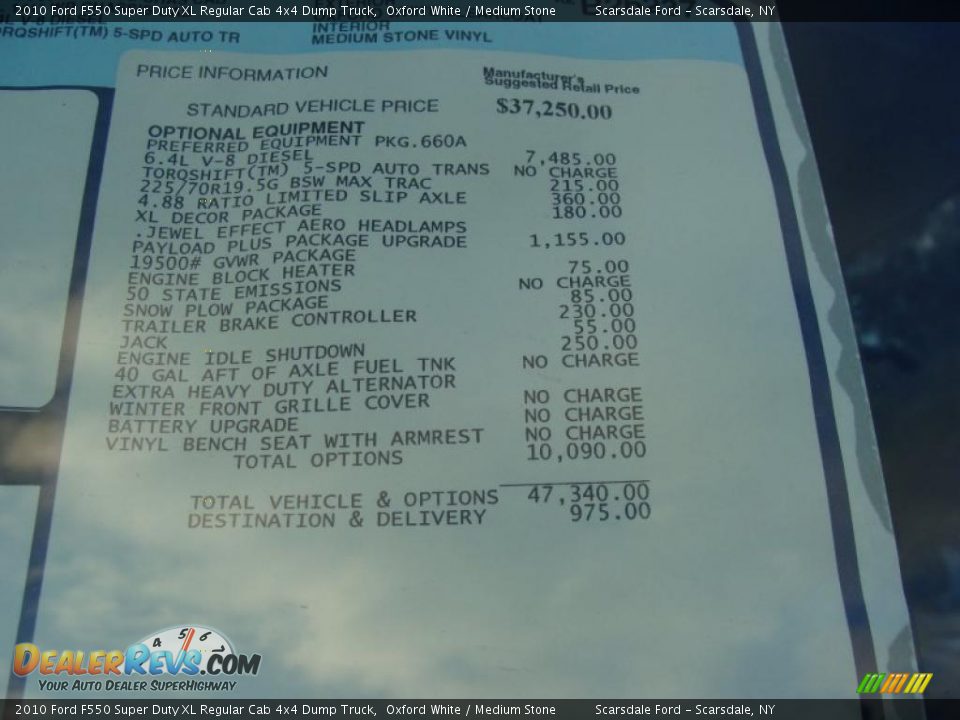 2010 Ford F550 Super Duty XL Regular Cab 4x4 Dump Truck, Oxford White / Medium Stone Scarsdale Ford – Scarsdale, NY
V-8 DIESEL
TORQSHIFT(TM) 5-SPD AUTO TR
INTERIOR
MEDIUM STONE VINYL
PRICE INFORMATION
Manufacturer's
Suggested Retail Price
STANDARD VEHICLE PRICE $37,250.00
OPTIONAL EQUIPMENT
PREFERRED EQUIPMENT PKG.660A
6.4L V-8 DIESEL 7,485.00
TORQSHIFT(TM) 5-SPD AUTO TRANS NO CHARGE
225/70R19.5G BSW MAX TRAC 215.00
4.88 RATIO LIMITED SLIP AXLE 360.00
XL DECOR PACKAGE 180.00
.JEWEL EFFECT AERO HEADLAMPS
PAYLOAD PLUS PACKAGE UPGRADE 1,155.00
19500# GVWR PACKAGE
ENGINE BLOCK HEATER 75.00
50 STATE EMISSIONS NO CHARGE
SNOW PLOW PACKAGE 85.00
TRAILER BRAKE CONTROLLER 230.00
JACK 55.00
ENGINE IDLE SHUTDOWN 250.00
40 GAL AFT OF AXLE FUEL TNK NO CHARGE
EXTRA HEAVY DUTY ALTERNATOR
WINTER FRONT GRILLE COVER NO CHARGE
BATTERY UPGRADE NO CHARGE
VINYL BENCH SEAT WITH ARMREST NO CHARGE
TOTAL OPTIONS 10,090.00
TOTAL VEHICLE & OPTIONS 47,340.00
DESTINATION & DELIVERY 975.00
4 5 6
DEALERREVS.COM
YOUR AUTO DEALER SUPERHIGHWAY
2010 Ford F550 Super Duty XL Regular Cab 4x4 Dump Truck, Oxford White / Medium Stone Scarsdale Ford – Scarsdale, NY